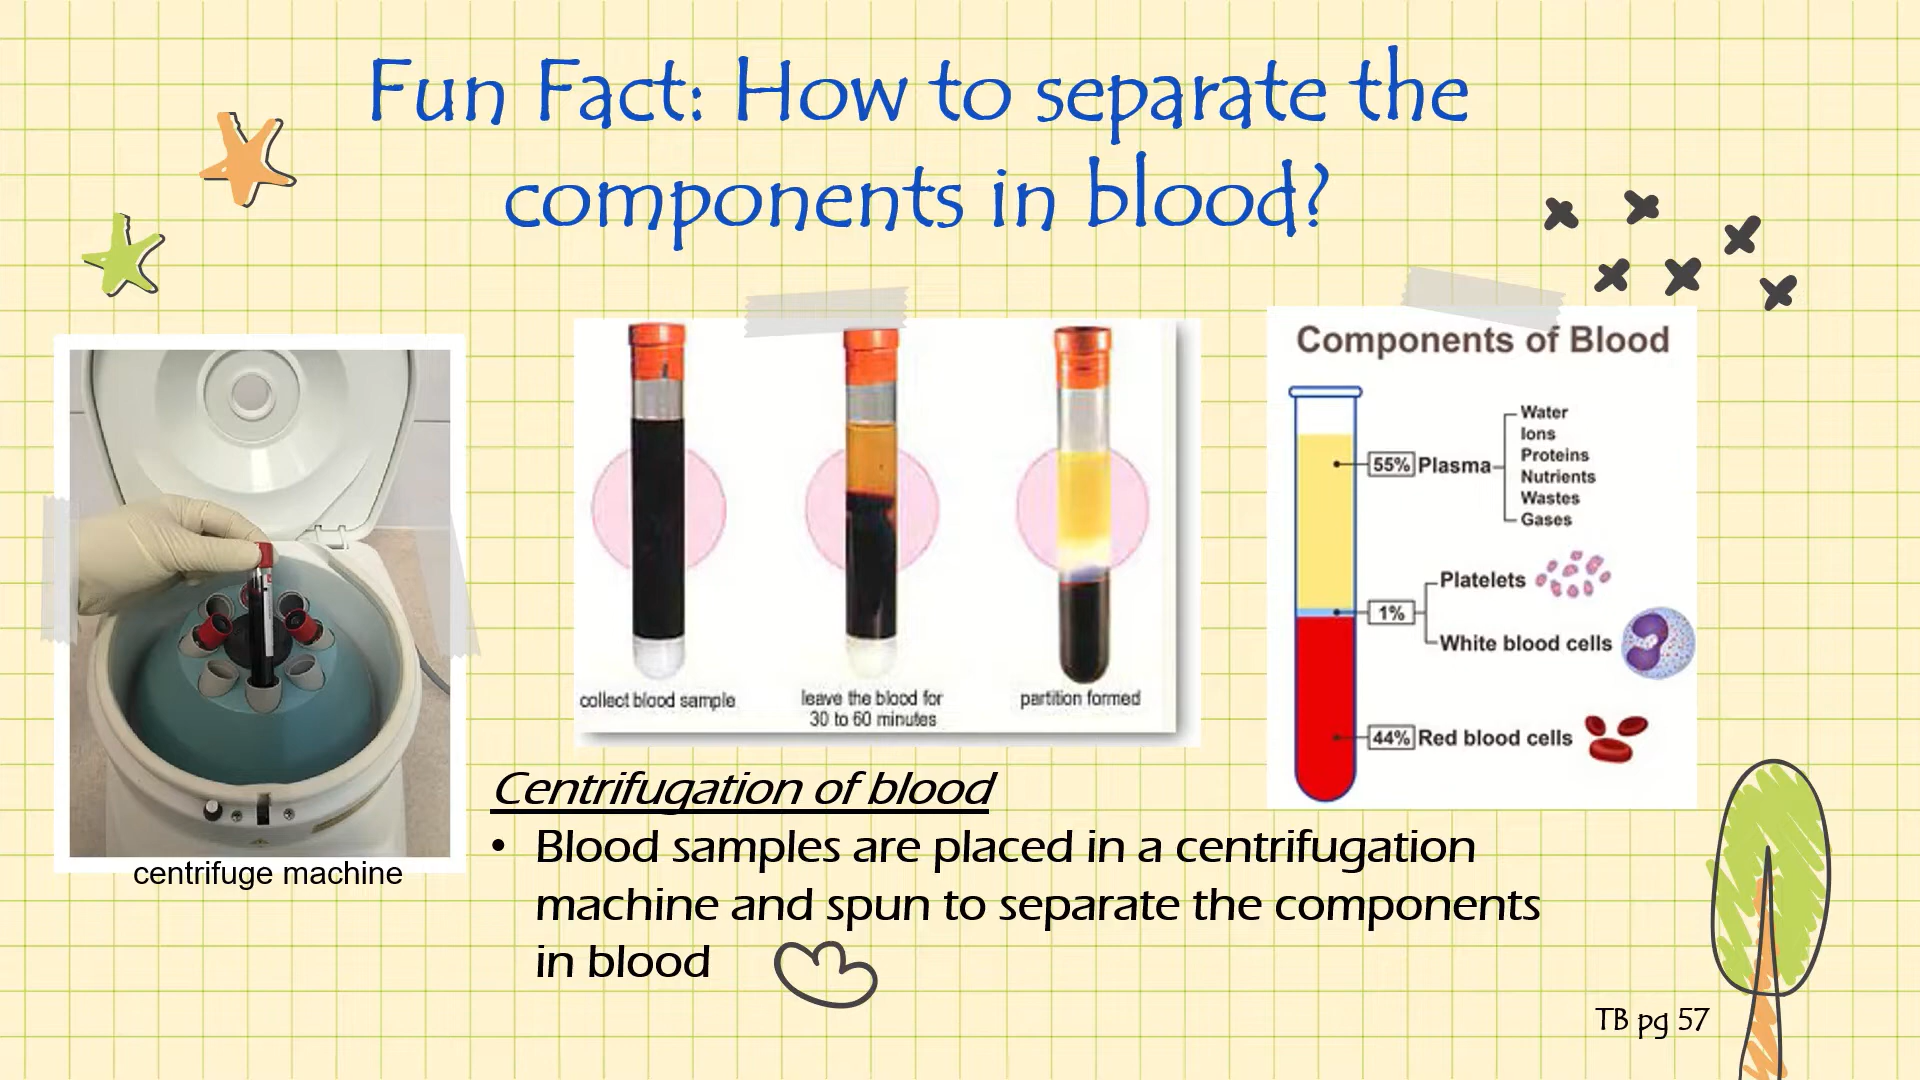 Fun Fact: How to separate the
components in blood?
centrifuge machine
collect blood sample
leave the blood for
30 to 60 minutes
partition formed
Components of Blood
55% Plasma
Water
Ions
Proteins
Nutrients
Wastes
Gases
1%
Platelets
White blood cells
44% Red blood cells
Centrifugation of blood
• Blood samples are placed in a centrifugation
machine and spun to separate the components
in blood
TB pg 57